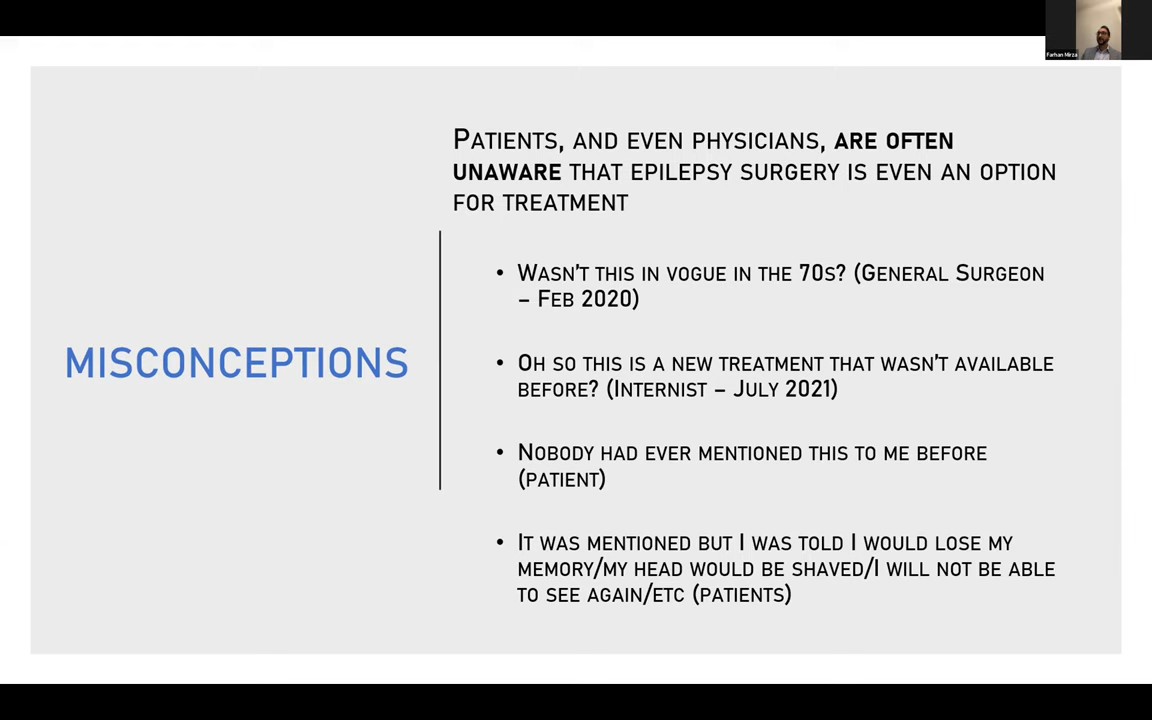 Farhan Mirza
PATIENTS, AND EVEN PHYSICIANS, ARE OFTEN
UNAWARE THAT EPILEPSY SURGERY IS EVEN AN OPTION
FOR TREATMENT
MISCONCEPTIONS
• WASN'T THIS IN VOGUE IN THE 70S? (GENERAL SURGEON
– FEB 2020)
• OH SO THIS IS A NEW TREATMENT THAT WASN'T AVAILABLE
BEFORE? (INTERNIST – JULY 2021)
• NOBODY HAD EVER MENTIONED THIS TO ME BEFORE
(PATIENT)
• IT WAS MENTIONED BUT I WAS TOLD I WOULD LOSE MY
MEMORY/MY HEAD WOULD BE SHAVED/I WILL NOT BE ABLE
TO SEE AGAIN/ETC (PATIENTS)